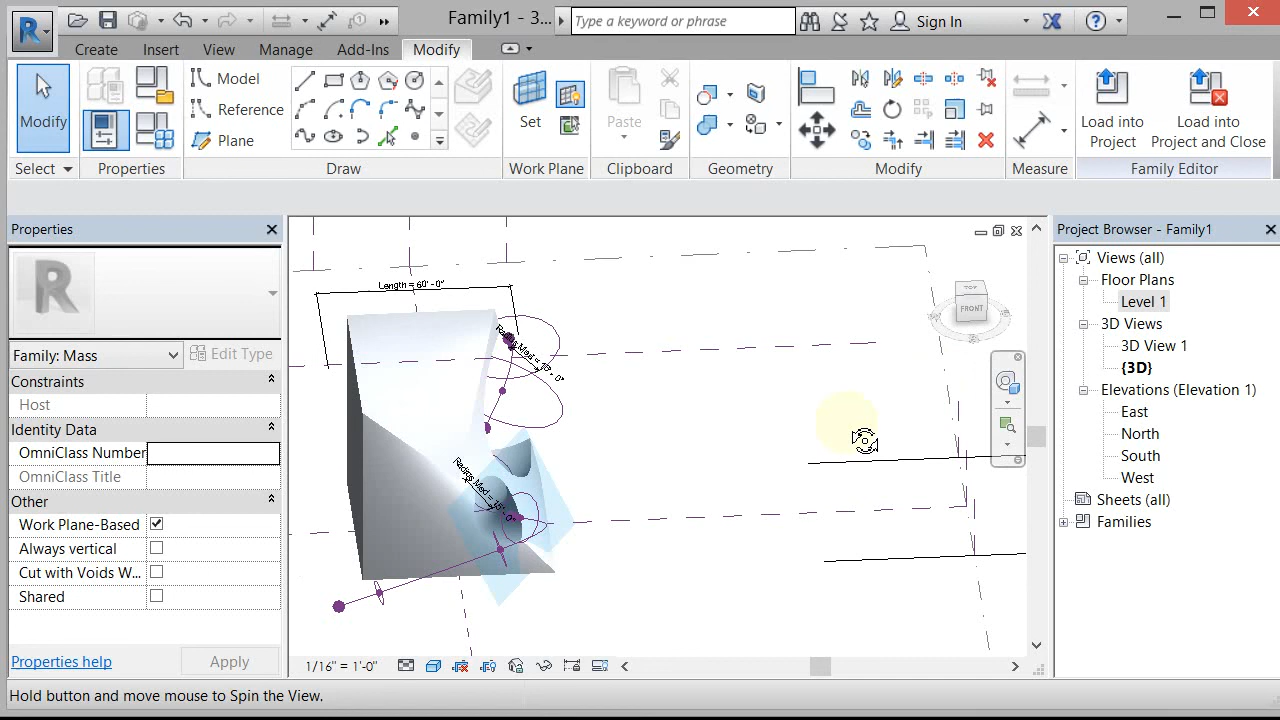 Family1 - 3...
Type a keyword or phrase
Sign In
Create
Insert
View
Manage
Add-Ins
Modify
Modify
Select
Properties
Model
Reference
Plane
Draw
Set
Work Plane
Paste
Clipboard
Geometry
Modify
Measure
Load into
Project
Load into
Project and Close
Family Editor
Properties
Family: Mass
Edit Type
Constraints
Host
Identity Data
OmniClass Number
OmniClass Title
Other
Work Plane-Based
Always vertical
Cut with Voids W...
Shared
Properties help
Apply
Length = 60' - 0"
TOP
FRONT
1/16" = 1'-0"
Project Browser - Family1
Views (all)
Floor Plans
Level 1
3D Views
3D View 1
{3D}
Elevations (Elevation 1)
East
North
South
West
Sheets (all)
Families
Hold button and move mouse to Spin the View.